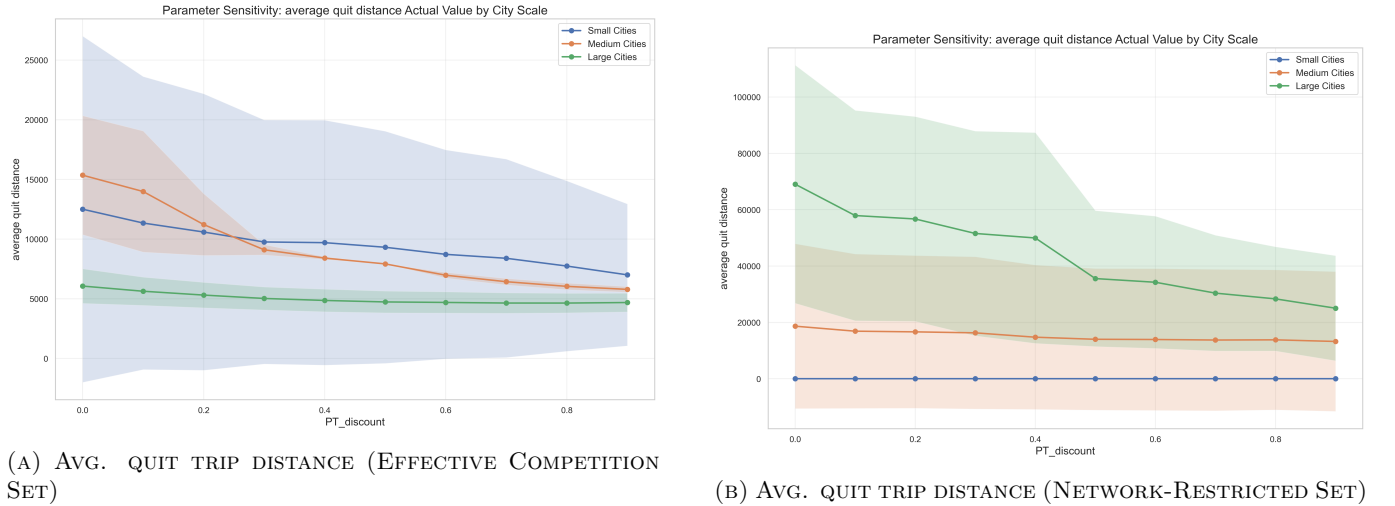 Parameter Sensitivity: average quit distance Actual Value by City Scale
Small Cities
Medium Cities
Large Cities
25000
20000
15000
10000
5000
0
average quit distance
0.0 0.2 0.4 0.6 0.8
PT_discount
(A) AVG. QUIT TRIP DISTANCE (EFFECTIVE COMPETITION
SET)
Parameter Sensitivity: average quit distance Actual Value by City Scale
Small Cities
Medium Cities
Large Cities
100000
80000
60000
40000
20000
0
average quit distance
0.0 0.2 0.4 0.6 0.8
PT_discount
(B) AVG. QUIT TRIP DISTANCE (NETWORK-RESTRICTED SET)